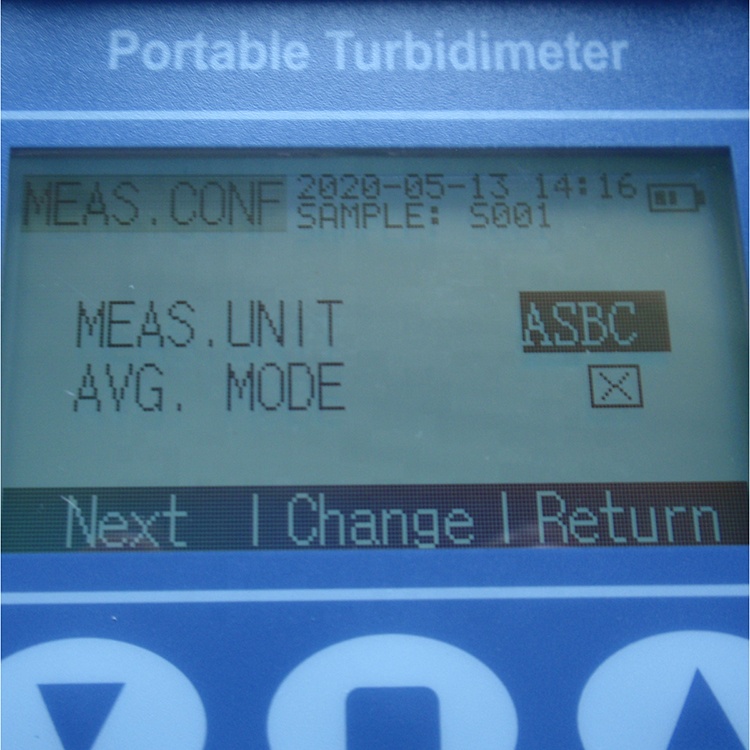 Portable Turbidimeter
MEAS.CONF
2020-05-13 14:16
SAMPLE: S001
MEAS.UNIT ASBC
AVG. MODE
Next | Change | Return